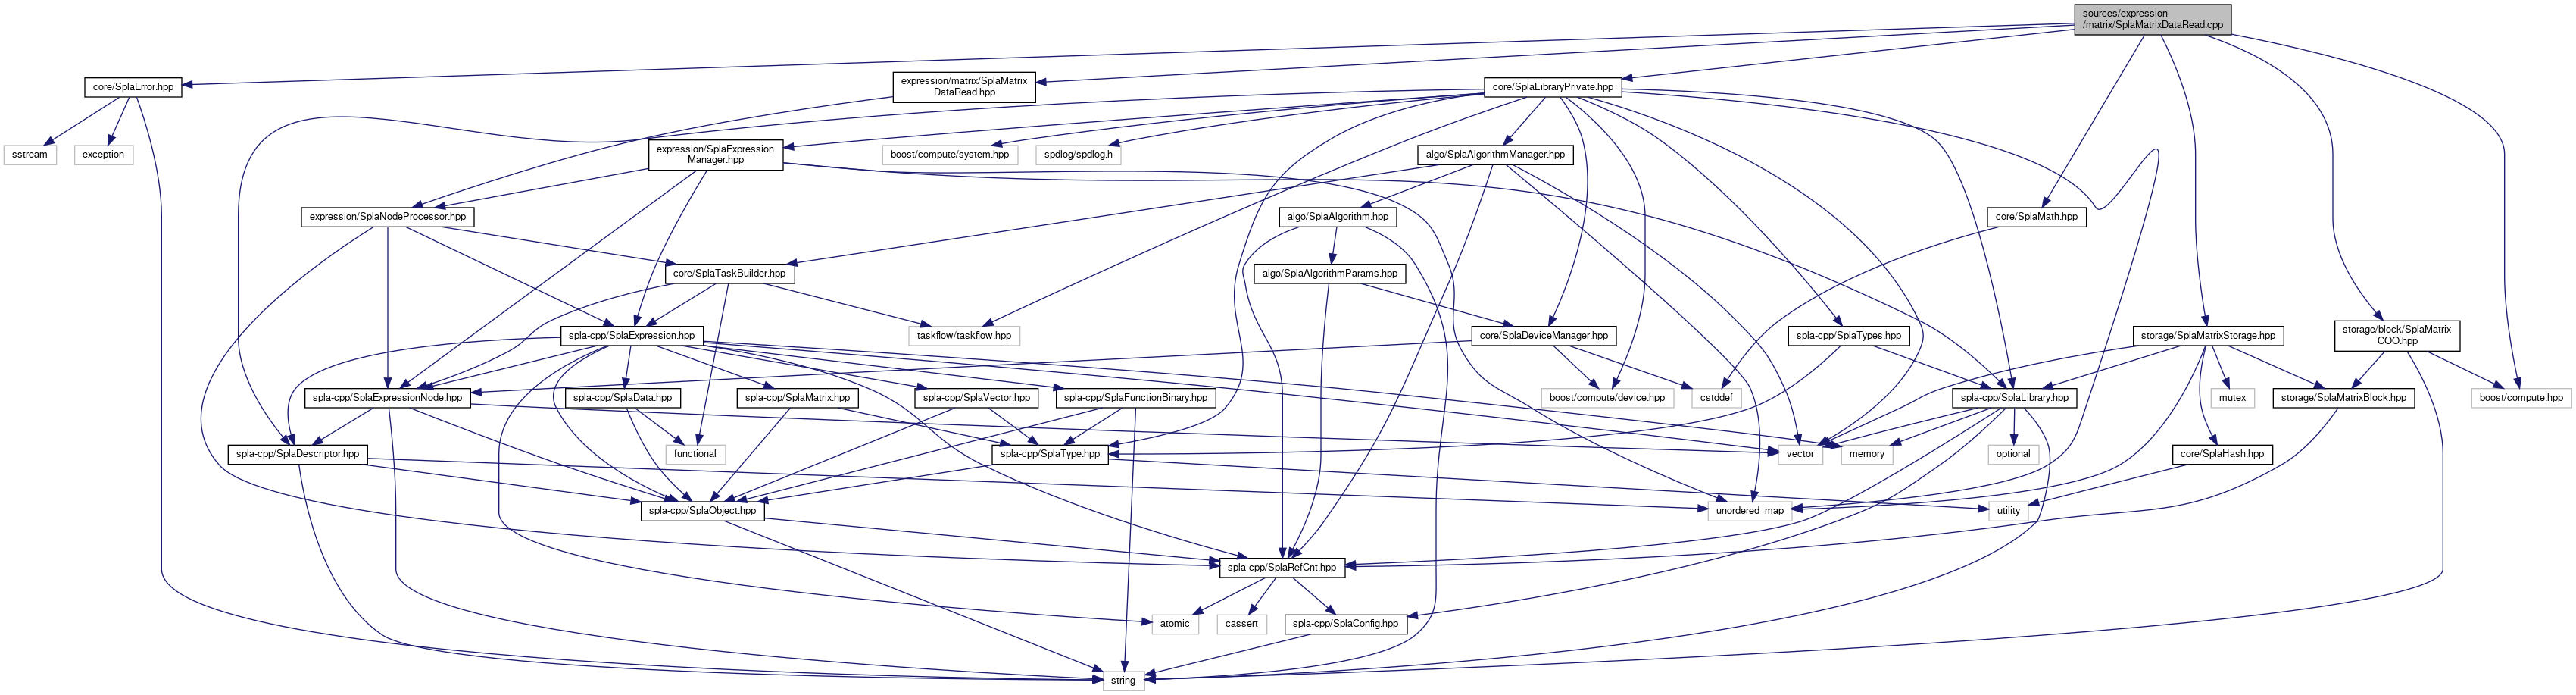 sources/expression
/matrix/SplaMatrixDataRead.cpp
core/SplaError.hpp
expression/matrix/SplaMatrix
DataRead.hpp
core/SplaLibraryPrivate.hpp
sstream
exception
expression/SplaExpression
Manager.hpp
boost/compute/system.hpp
spdlog/spdlog.h
algo/SplaAlgorithmManager.hpp
expression/SplaNodeProcessor.hpp
algo/SplaAlgorithm.hpp
core/SplaMath.hpp
core/SplaTaskBuilder.hpp
algo/SplaAlgorithmParams.hpp
spla-cpp/SplaExpression.hpp
taskflow/taskflow.hpp
core/SplaDeviceManager.hpp
spla-cpp/SplaTypes.hpp
storage/SplaMatrixStorage.hpp
storage/block/SplaMatrix
COO.hpp
spla-cpp/SplaExpressionNode.hpp
spla-cpp/SplaData.hpp
spla-cpp/SplaMatrix.hpp
spla-cpp/SplaVector.hpp
spla-cpp/SplaFunctionBinary.hpp
boost/compute/device.hpp
cstddef
spla-cpp/SplaLibrary.hpp
mutex
storage/SplaMatrixBlock.hpp
boost/compute.hpp
spla-cpp/SplaDescriptor.hpp
functional
spla-cpp/SplaType.hpp
vector
memory
optional
core/SplaHash.hpp
spla-cpp/SplaObject.hpp
unordered_map
utility
spla-cpp/SplaRefCnt.hpp
atomic
cassert
spla-cpp/SplaConfig.hpp
string